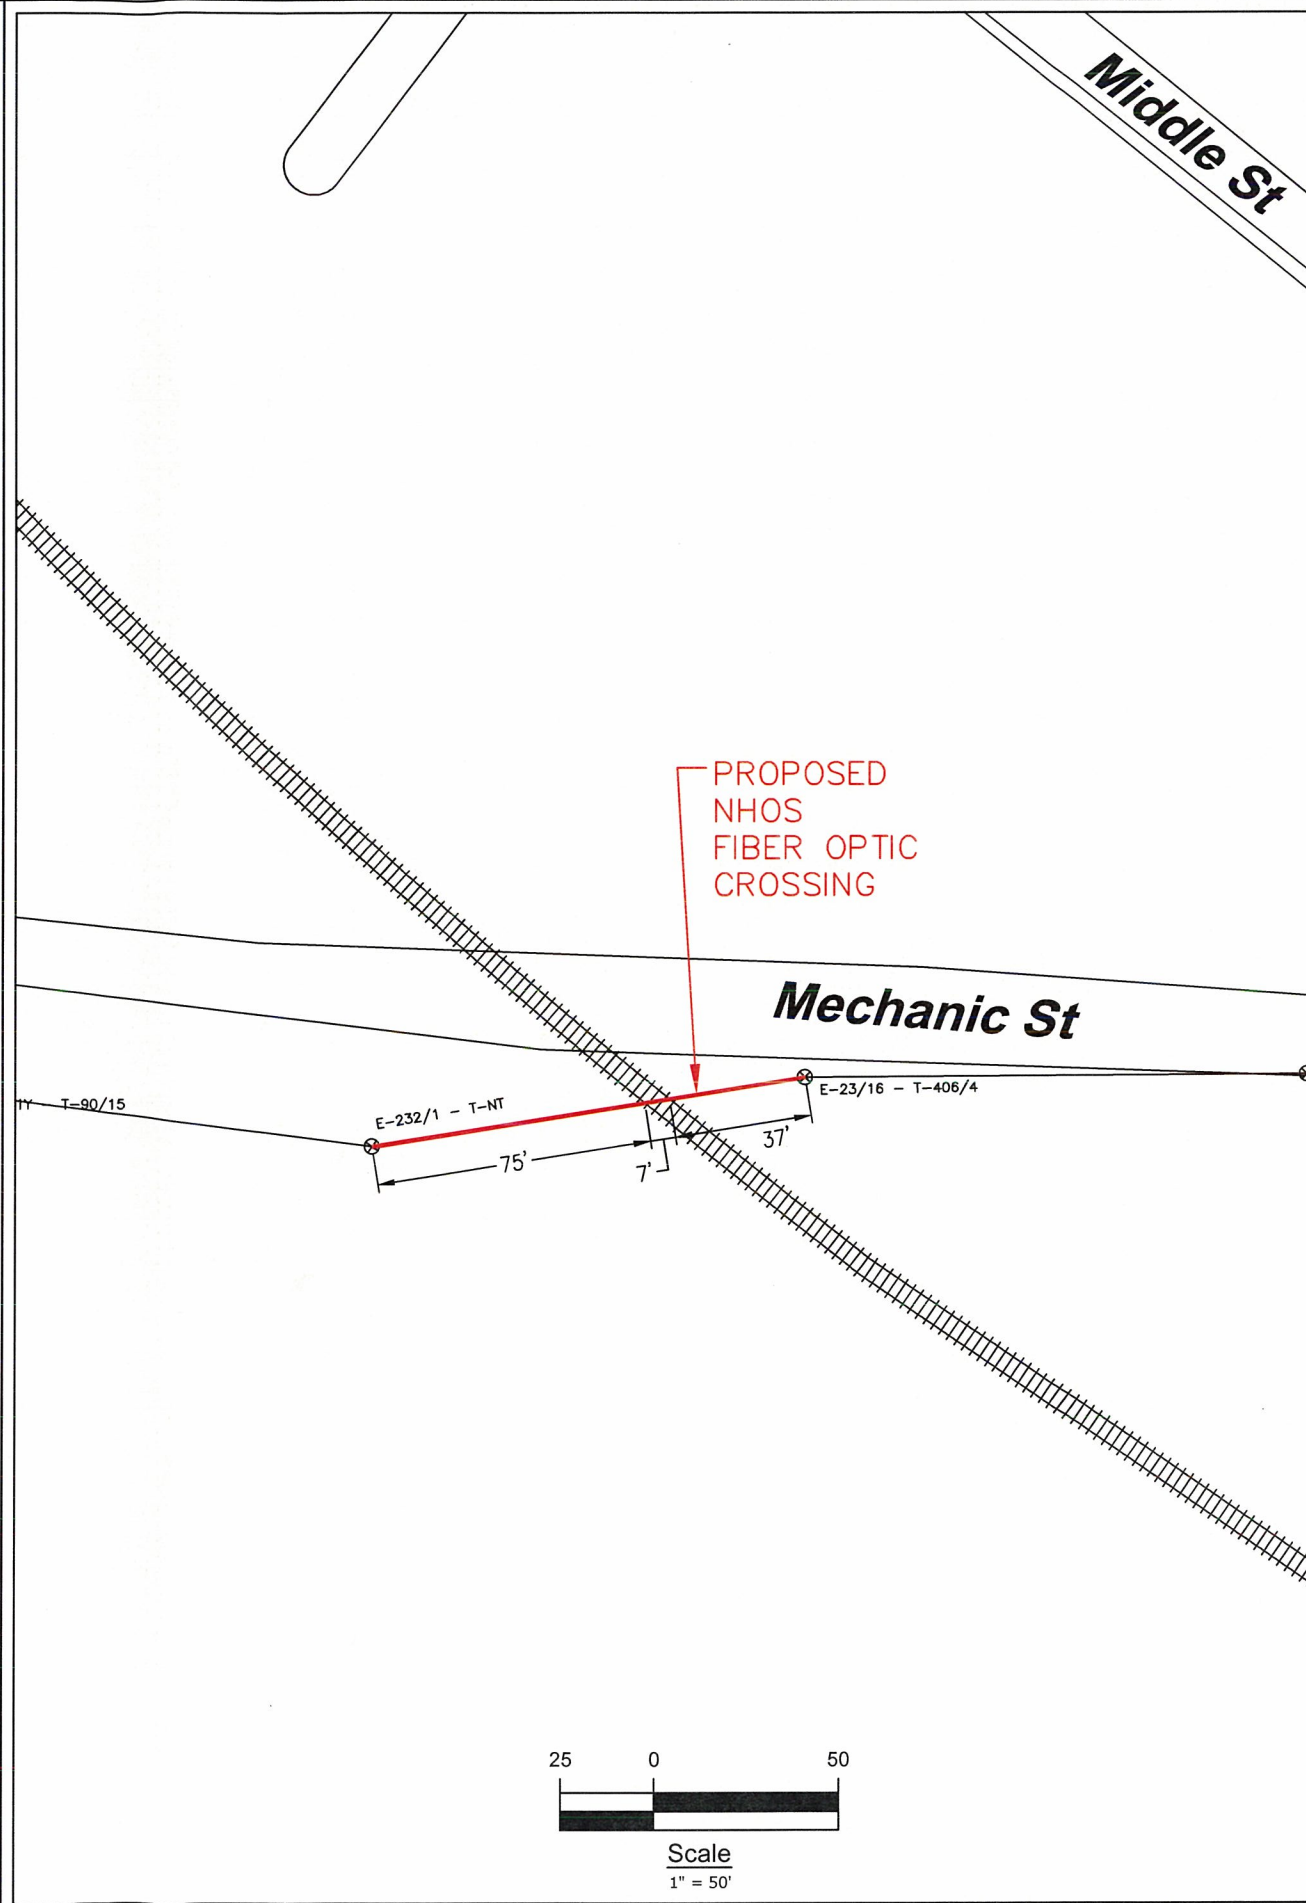 Middle St
PROPOSED
NHOS
FIBER OPTIC
CROSSING
Mechanic St
E-23/16 - T-406/4
T-90/15
E-232/1 - T-NT
37'
75'
7'
25 0 50
Scale
1" = 50'